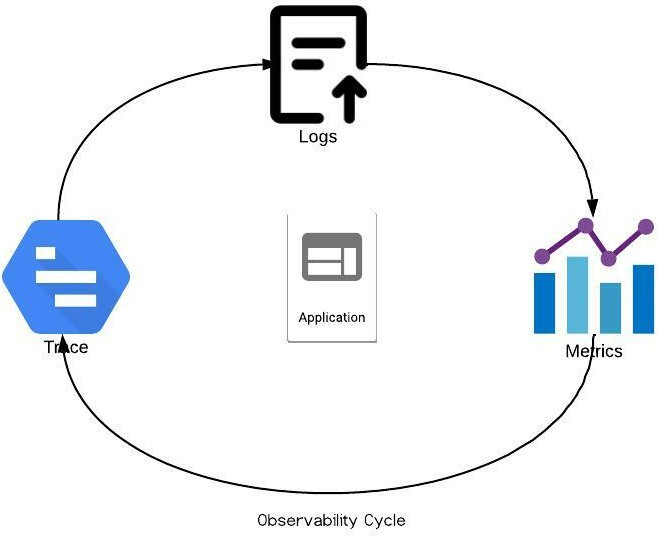 Logs
Application
Trace
Metrics
Observability Cycle